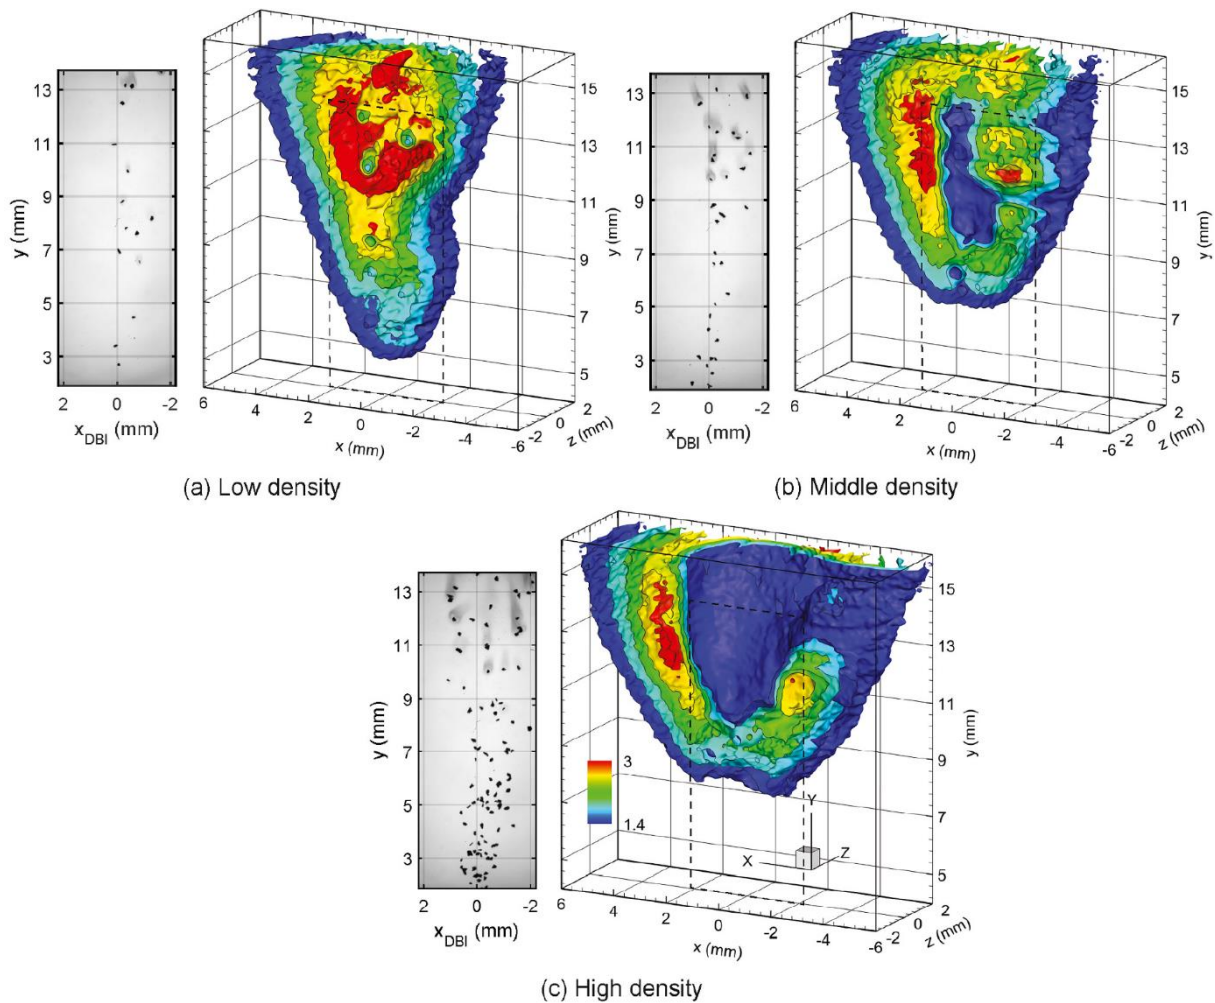 13
11
9
7
5
3
y (mm)
2 0 -2
x_DBI (mm)
15
13
11
9
7
5
y (mm)
6 4 2 0 -2 -4 -6
x (mm)
-2 0 2
z (mm)
(a) Low density
13
11
9
7
5
3
y (mm)
2 0 -2
x_DBI (mm)
15
13
11
9
7
5
y (mm)
6 4 2 0 -2 -4 -6
x (mm)
-2 0 2
z (mm)
(b) Middle density
13
11
9
7
5
3
y (mm)
2 0 -2
x_DBI (mm)
3
1.4
Y
X Z
15
13
11
9
7
5
y (mm)
6 4 2 0 -2 -4 -6
x (mm)
-2 0 2
z (mm)
(c) High density